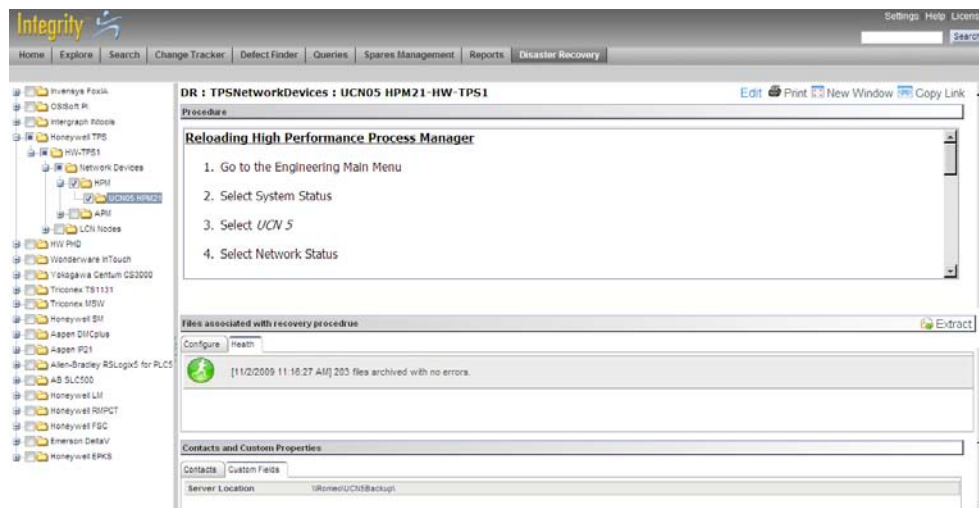 Integrity
Settings Help Licens
Search
Home Explore Search Change Tracker Defect Finder Queries Spares Management Reports Disaster Recovery
Invensys FoxIA
OSISoft PI
Intergraph Intools
Honeywell TPS
HW-TPS1
Network Devices
HPM
UCN05 HPM21
APM
LCN Nodes
HW PHD
Wonderware InTouch
Yokogawa Centum CS3000
Triconex TS1131
Triconex MSW
Honeywell SM
Aspen DMCplus
Aspen IP21
Allen-Bradley RSLogix5 for PLC5
AB SLC500
Honeywell LM
Honeywell RMPCT
Honeywell FSC
Emerson DeltaV
Honeywell EPKS
DR : TPSNetworkDevices : UCN05 HPM21-HW-TPS1
Edit Print New Window Copy Link
Procedure
Reloading High Performance Process Manager
1. Go to the Engineering Main Menu
2. Select System Status
3. Select UCN 5
4. Select Network Status
Files associated with recovery procedrue
Extract
Configure Health
[11/2/2009 11:16:27 AM] 203 files archived with no errors.
Contacts and Custom Properties
Contacts Custom Fields
Server Location \\Romeo\UCN5Backup\